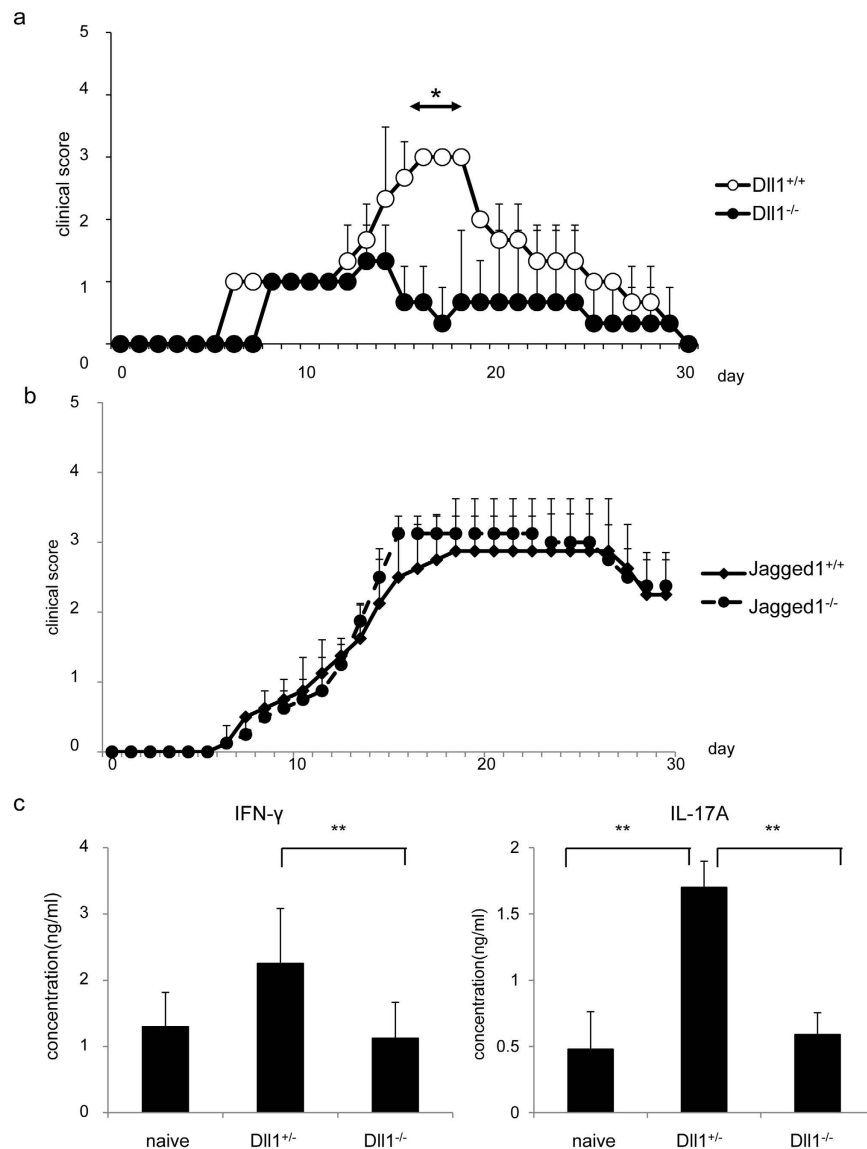 a
5
4
3
2
1
0
clinical score
*
Dll1+/+
Dll1-/-
0 10 20 30 day
b
5
4
3
2
1
0
clinical score
Jagged1+/+
Jagged1-/-
0 10 20 30 day
c
IFN-γ
**
4
3
2
1
0
concentration(ng/ml)
naive Dll1+/- Dll1-/-
IL-17A
** **
2
1.5
1
0.5
0
concentration(ng/ml)
naive Dll1+/- Dll1-/-